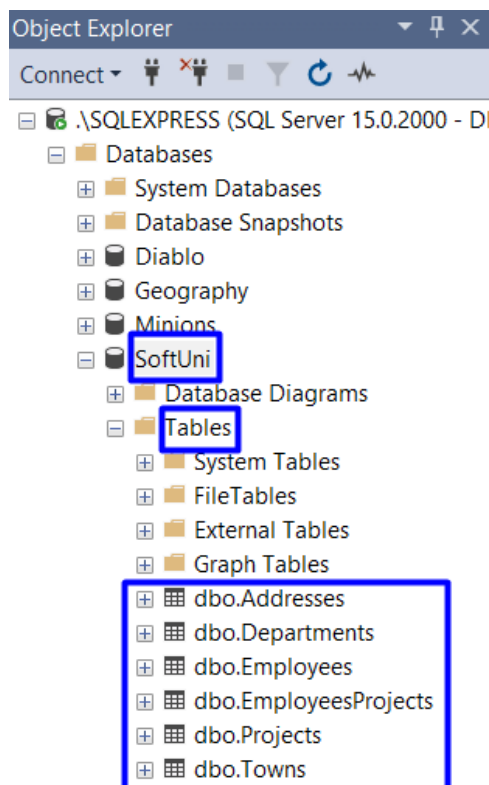 Object Explorer
Connect
.\SQLEXPRESS (SQL Server 15.0.2000 - D
Databases
System Databases
Database Snapshots
Diablo
Geography
Minions
SoftUni
Database Diagrams
Tables
System Tables
FileTables
External Tables
Graph Tables
dbo.Addresses
dbo.Departments
dbo.Employees
dbo.EmployeesProjects
dbo.Projects
dbo.Towns